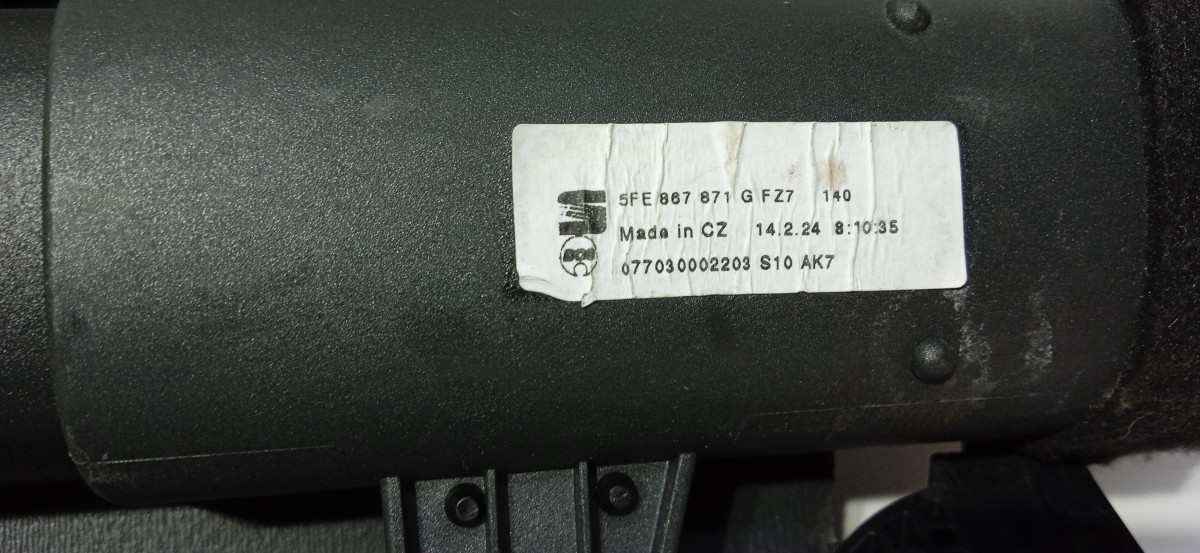 5FE 867 871 G FZ7 140
Made in CZ 14.2.24 8:10:35
077030002203 S10 AK7